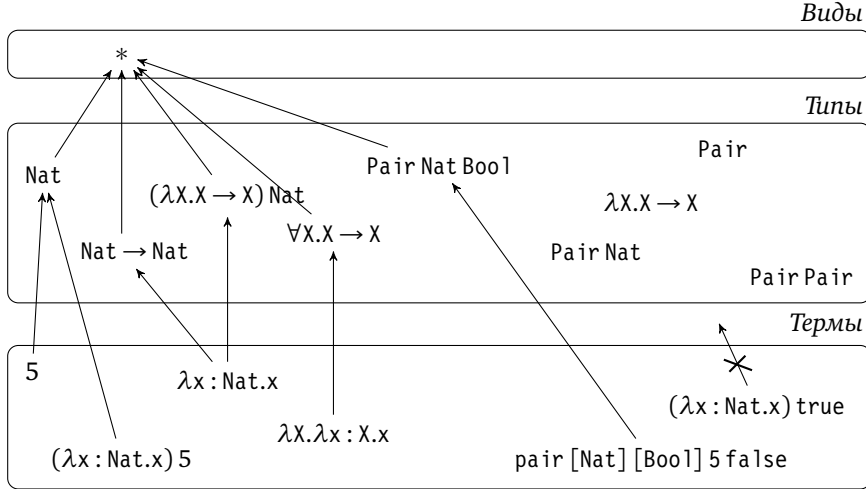 Виды
∗
Типы
Pair
Nat
Pair Nat Bool
(λX.X → X) Nat
λX.X → X
∀X.X → X
Nat → Nat
Pair Nat
Pair Pair
Термы
5
λx : Nat.x
(λx : Nat.x) true
λX.λx : X.x
(λx : Nat.x) 5
pair [Nat] [Bool] 5 false